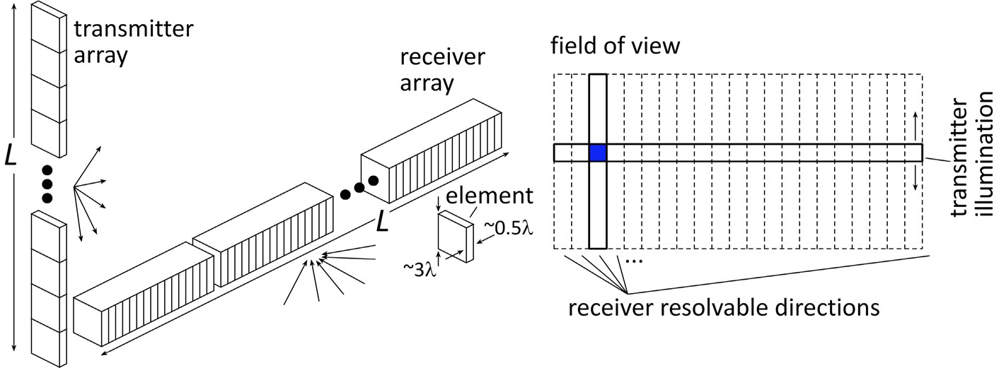 transmitter
array
L
receiver
array
L
element
~0.5λ
~3λ
field of view
transmitter
illumination
...
receiver resolvable directions